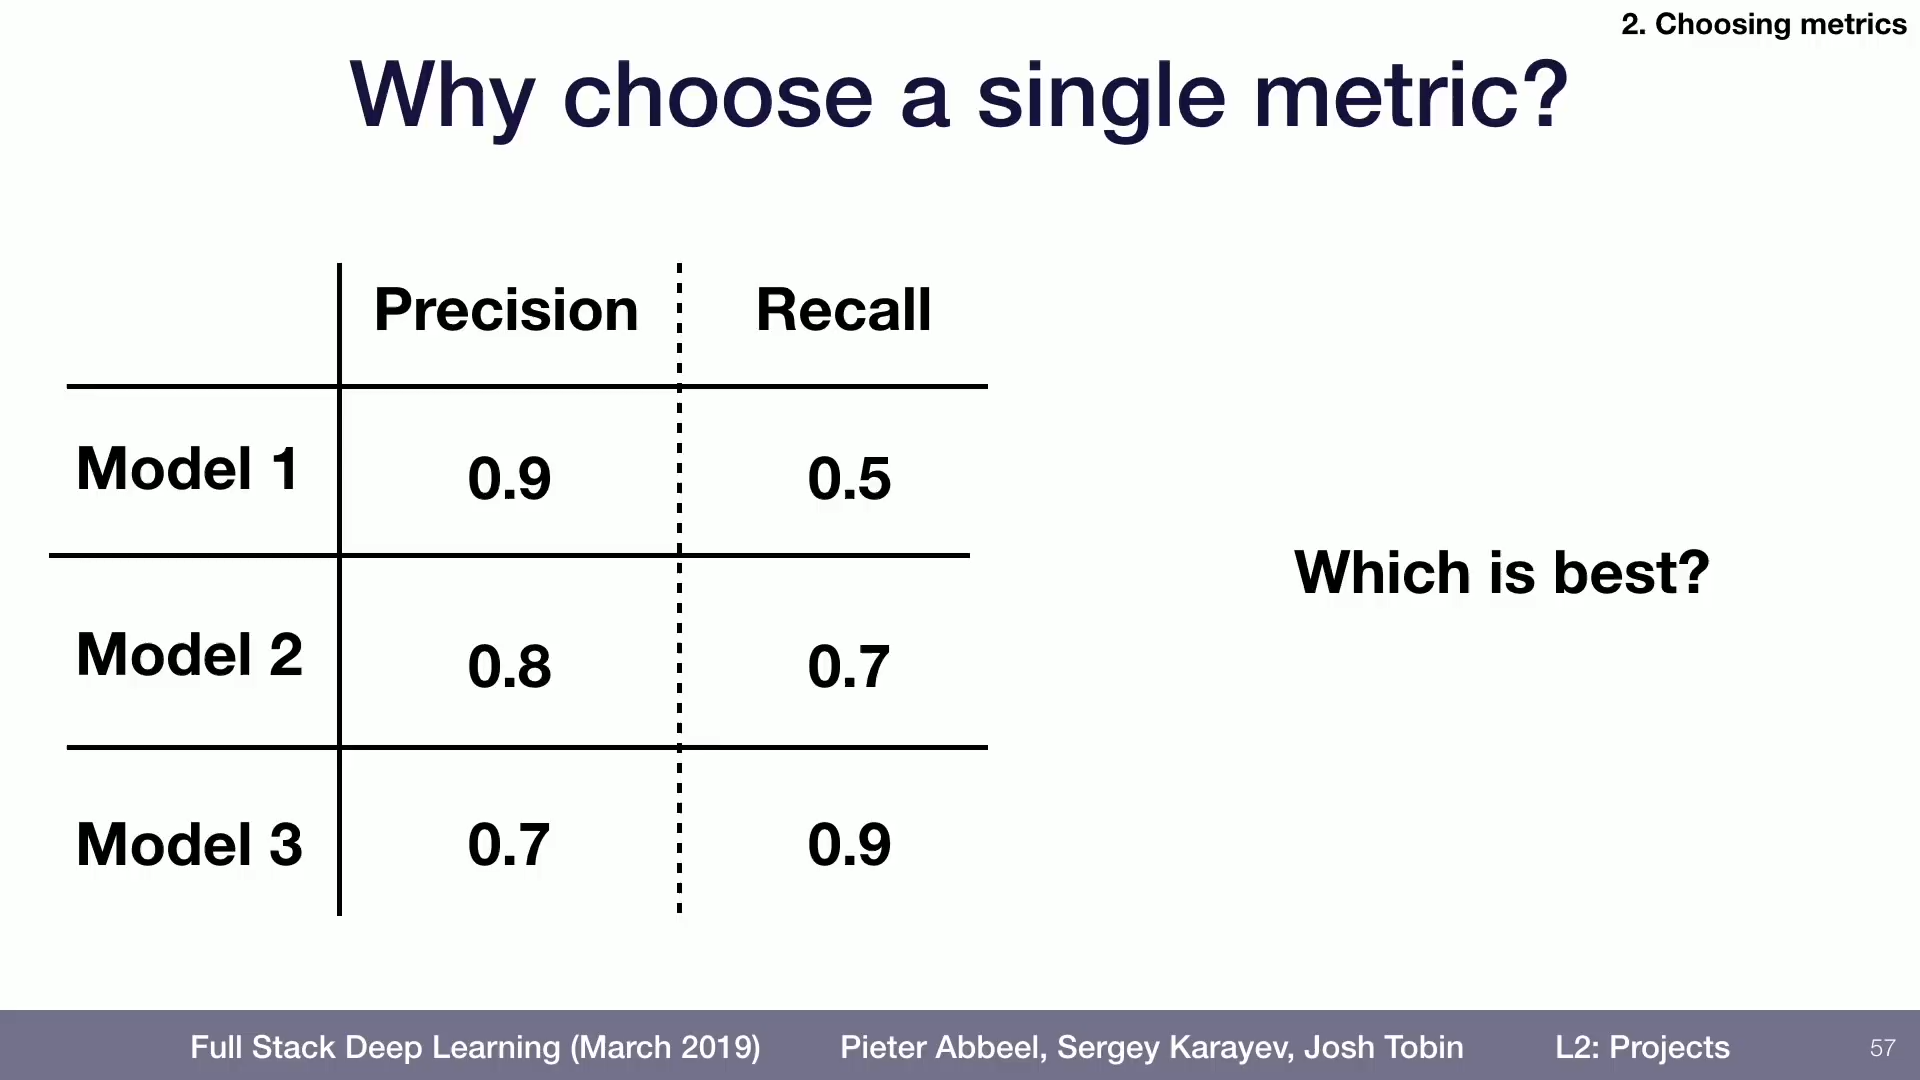 2. Choosing metrics
Why choose a single metric?
Precision Recall
Model 1 0.9 0.5
Which is best?
Model 2 0.8 0.7
Model 3 0.7 0.9
Full Stack Deep Learning (March 2019) Pieter Abbeel, Sergey Karayev, Josh Tobin L2: Projects 57